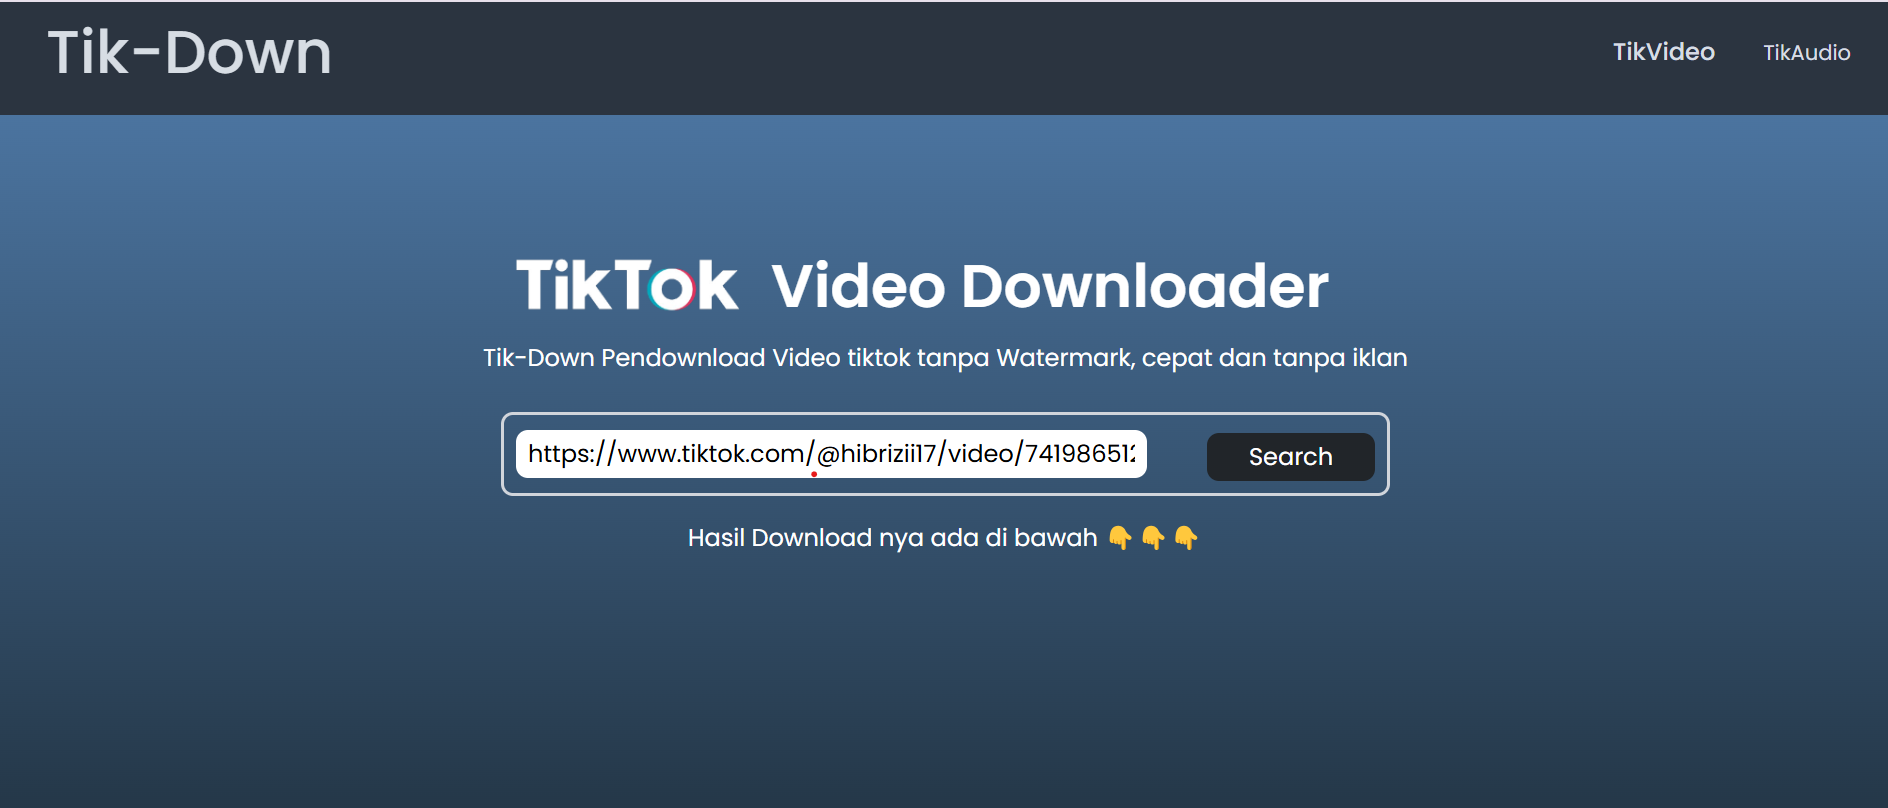 Tik-Down
TikVideo
TikAudio
TikTok Video Downloader
Tik-Down Pendownload Video tiktok tanpa Watermark, cepat dan tanpa iklan
https://www.tiktok.com/@hibrizii17/video/74198651
Search
Hasil Download nya ada di bawah 👇👇👇